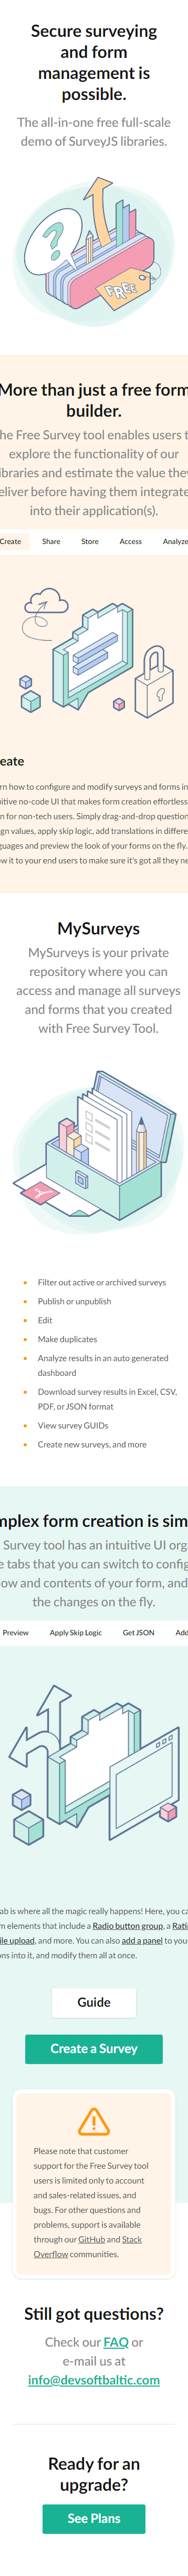 Secure surveying
and form
management is
possible.
The all-in-one free full-scale
demo of SurveyJS libraries.
?
FREE
More than just a free form
builder.
he Free Survey tool enables users t
explore the functionality of our
ibraries and estimate the value they
eliver before having them integrate
into their application(s).
Create Share Store Access Analyze
eate
rn how to configure and modify surveys and forms in
itive no-code UI that makes form creation effortless
n for non-tech users. Simply drag-and-drop question
gn values, apply skip logic, add translations in differe
guages and preview the look of your forms on the fly.
w it to your end users to make sure it's got all they ne
MySurveys
MySurveys is your private
repository where you can
access and manage all surveys
and forms that you created
with Free Survey Tool.
Filter out active or archived surveys
Publish or unpublish
Edit
Make duplicates
Analyze results in an auto generated
dashboard
Download survey results in Excel, CSV,
PDF, or JSON format
View survey GUIDs
Create new surveys, and more
mplex form creation is sim
Survey tool has an intuitive UI orga
e tabs that you can switch to config
ow and contents of your form, and
the changes on the fly.
Preview Apply Skip Logic Get JSON Add
ab is where all the magic really happens! Here, you ca
m elements that include a Radio button group, a Rati
ile upload, and more. You can also add a panel to you
ons into it, and modify them all at once.
Guide
Create a Survey
Please note that customer
support for the Free Survey tool
users is limited only to account
and sales-related issues, and
bugs. For other questions and
problems, support is available
through our GitHub and Stack
Overflow communities.
Still got questions?
Check our FAQ or
e-mail us at
info@devsoftbaltic.com
Ready for an
upgrade?
See Plans